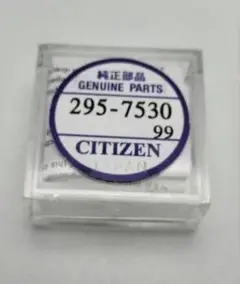 純正部品
GENUINE PARTS
295-7530
99
CITIZEN